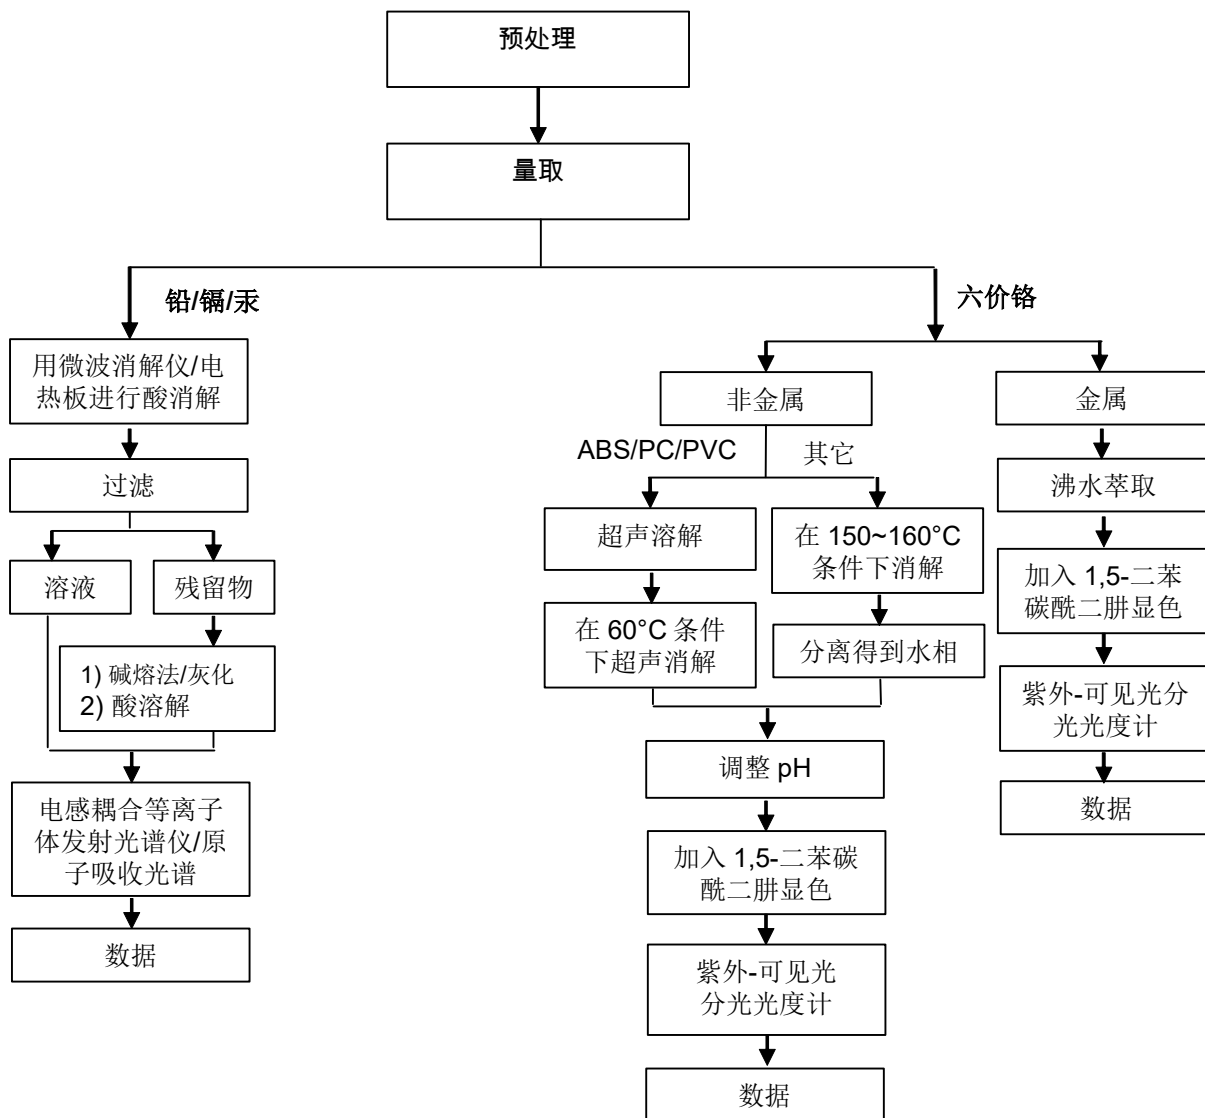 预处理
量取
铅/镉/汞
六价铬
用微波消解仪/电
热板进行酸消解
过滤
溶液
残留物
1) 碱熔法/灰化
2) 酸溶解
电感耦合等离子
体发射光谱仪/原
子吸收光谱
数据
非金属
ABS/PC/PVC
其它
超声溶解
在 60°C 条件
下超声消解
在 150~160°C
条件下消解
分离得到水相
调整 pH
加入 1,5-二苯碳
酰二肼显色
紫外-可见光
分光光度计
数据
金属
沸水萃取
加入 1,5-二苯
碳酰二肼显色
紫外-可见光分
光光度计
数据